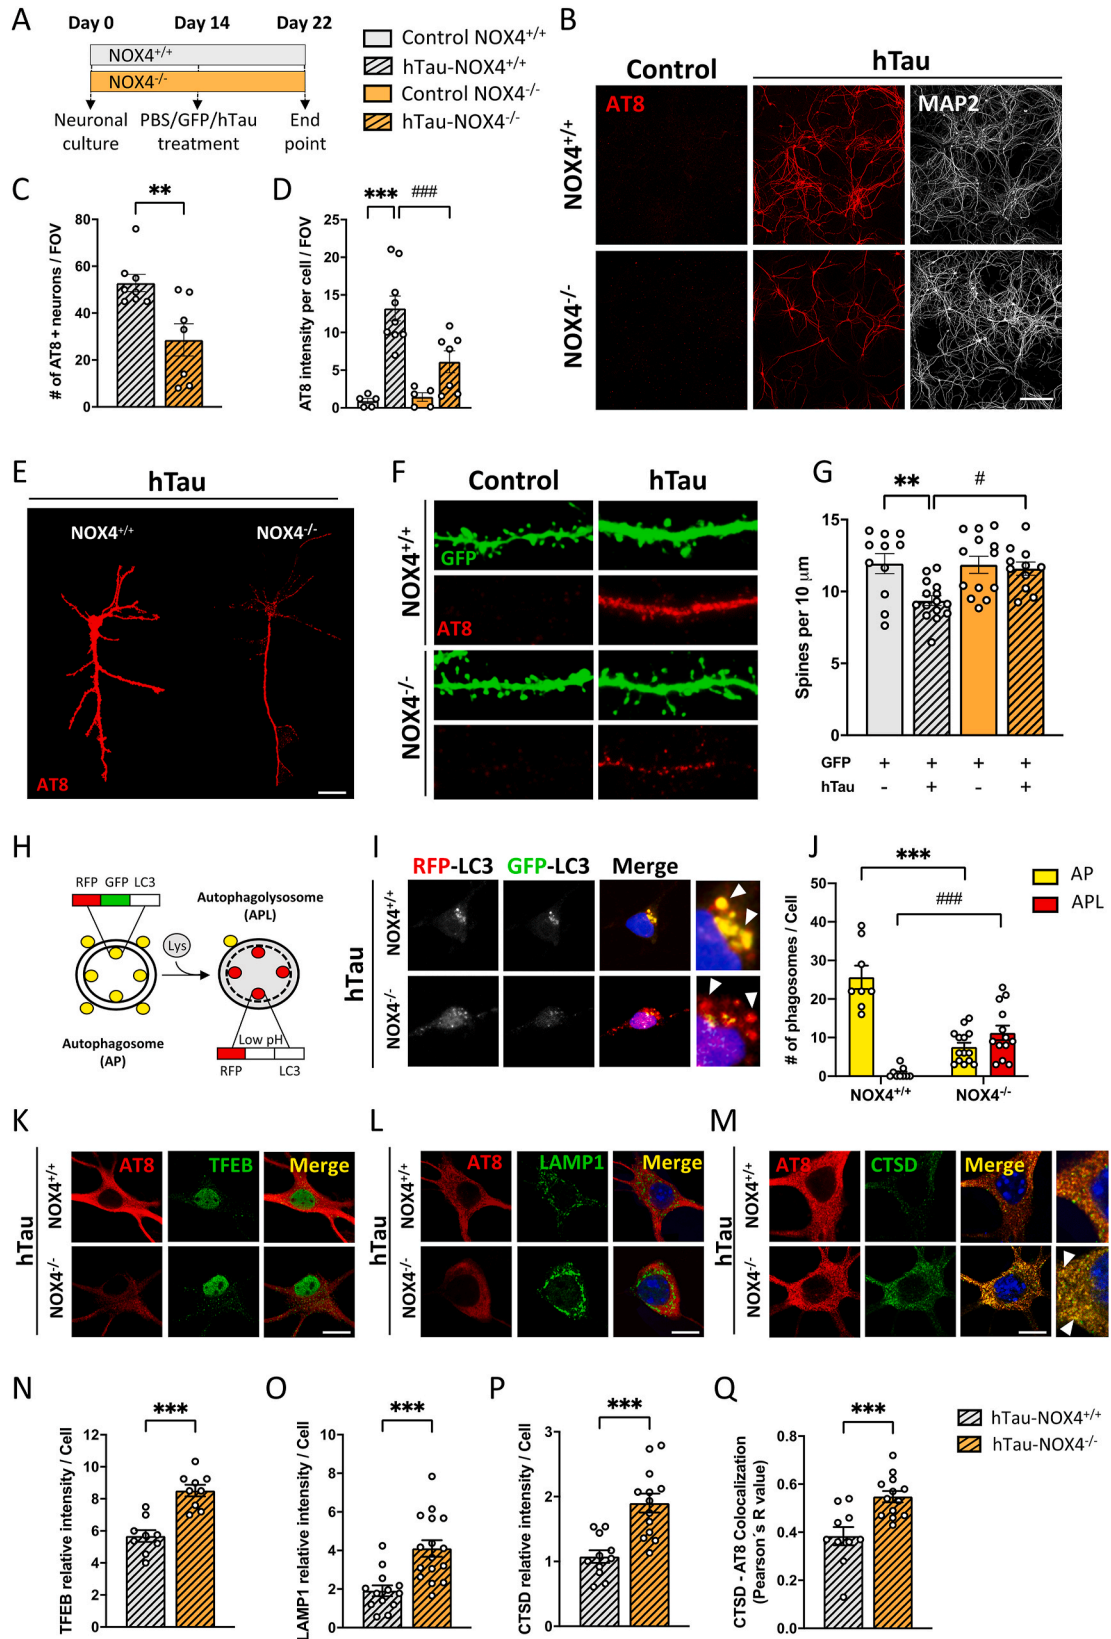 A
Day 0 Day 14 Day 22
NOX4+/+
NOX4-/-
Neuronal culture
PBS/GFP/hTau treatment
End point
Control NOX4+/+
hTau-NOX4+/+
Control NOX4-/-
hTau-NOX4-/-
B
Control hTau
AT8 MAP2
NOX4+/+
NOX4-/-
C
**
# of AT8 + neurons / FOV
80
60
40
20
0
D
*** ###
AT8 intensity per cell / FOV
25
20
15
10
5
0
E
hTau
NOX4+/+ NOX4-/-
AT8
F
Control hTau
NOX4+/+
GFP
AT8
NOX4-/-
G
** #
Spines per 10 µm
15
10
5
0
GFP + + + +
hTau - + - +
H
RFP GFP LC3
Autophagolysosome
(APL)
Lys
Autophagosome
(AP)
Low pH
RFP LC3
I
RFP-LC3 GFP-LC3 Merge
hTau
NOX4+/+
NOX4-/-
J
***
###
AP
APL
# of phagosomes / Cell
50
40
30
20
10
0
NOX4+/+ NOX4-/-
K
hTau
NOX4+/+
NOX4-/-
AT8 TFEB Merge
L
hTau
NOX4+/+
NOX4-/-
AT8 LAMP1 Merge
M
hTau
NOX4+/+
NOX4-/-
AT8 CTSD Merge
N
***
TFEB relative intensity / Cell
12
10
8
6
4
2
0
O
***
LAMP1 relative intensity / Cell
10
8
6
4
2
0
P
***
CTSD relative intensity / Cell
3
2
1
0
Q
***
CTSD - AT8 Colocalization
(Pearson´s R value)
0.8
0.6
0.4
0.2
0.0
hTau-NOX4+/+
hTau-NOX4-/-